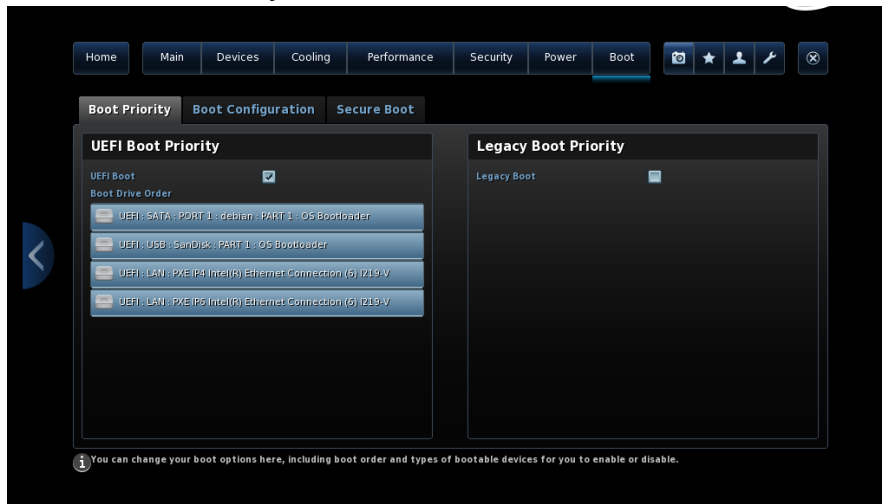 Home Main Devices Cooling Performance Security Power Boot
Boot Priority Boot Configuration Secure Boot
UEFI Boot Priority
UEFI Boot
Boot Drive Order
UEFI : SATA : PORT 1 : debian : PART 1 : OS Bootloader
UEFI : USB : SanDisk : PART 1 : OS Bootloader
UEFI : LAN : PXE IP4 Intel(R) Ethernet Connection (6) I219-V
UEFI : LAN : PXE IP6 Intel(R) Ethernet Connection (6) I219-V
Legacy Boot Priority
Legacy Boot
You can change your boot options here, including boot order and types of bootable devices for you to enable or disable.